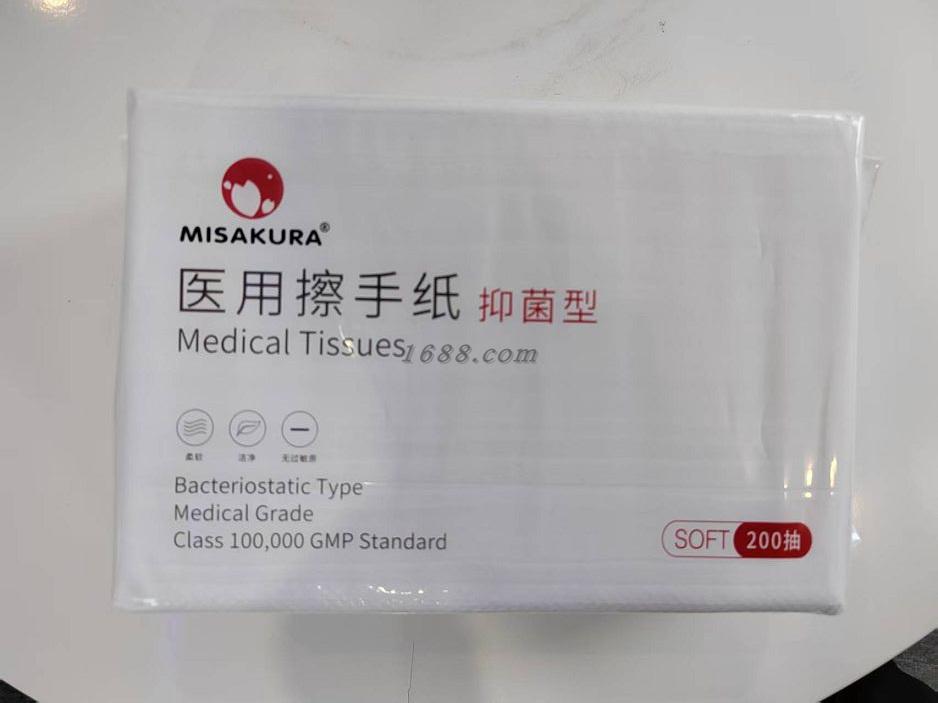 MISAKURA®
医用擦手纸 抑菌型
Medical Tissues
1688.com
柔软 洁净 无过敏原
Bacteriostatic Type
Medical Grade
Class 100,000 GMP Standard
SOFT 200抽